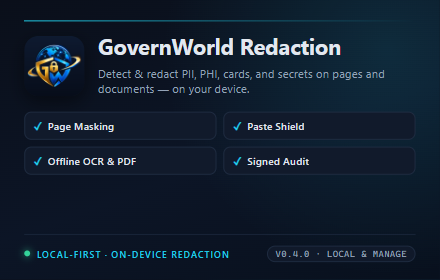 GovernWorld Redaction
Detect & redact PII, PHI, cards, and secrets on pages and
documents — on your device.
✓ Page Masking
✓ Paste Shield
✓ Offline OCR & PDF
✓ Signed Audit
LOCAL-FIRST · ON-DEVICE REDACTION
V0.4.0 · LOCAL & MANAGE